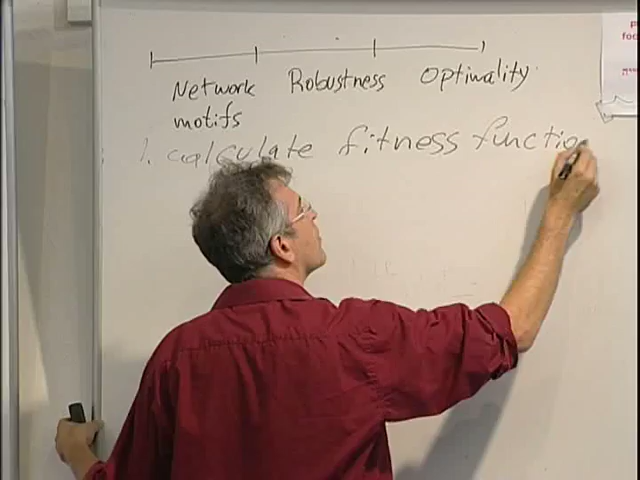 Network Robustness Optimality
motifs
1. calculate fitness functio